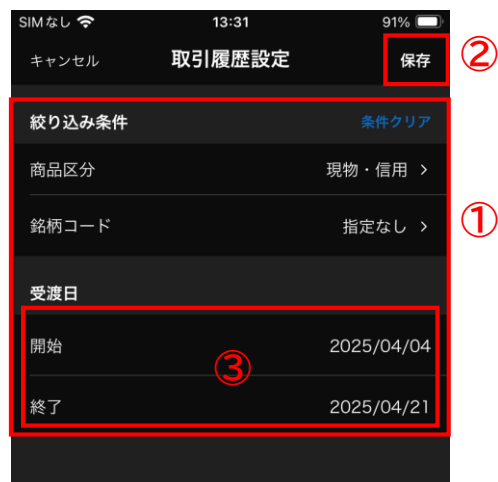 SIMなし 13:31 91%
キャンセル 取引履歴設定 保存 ②
絞り込み条件 条件クリア
商品区分 現物・信用 >
銘柄コード 指定なし > ①
受渡日
開始 2025/04/04
③
終了 2025/04/21